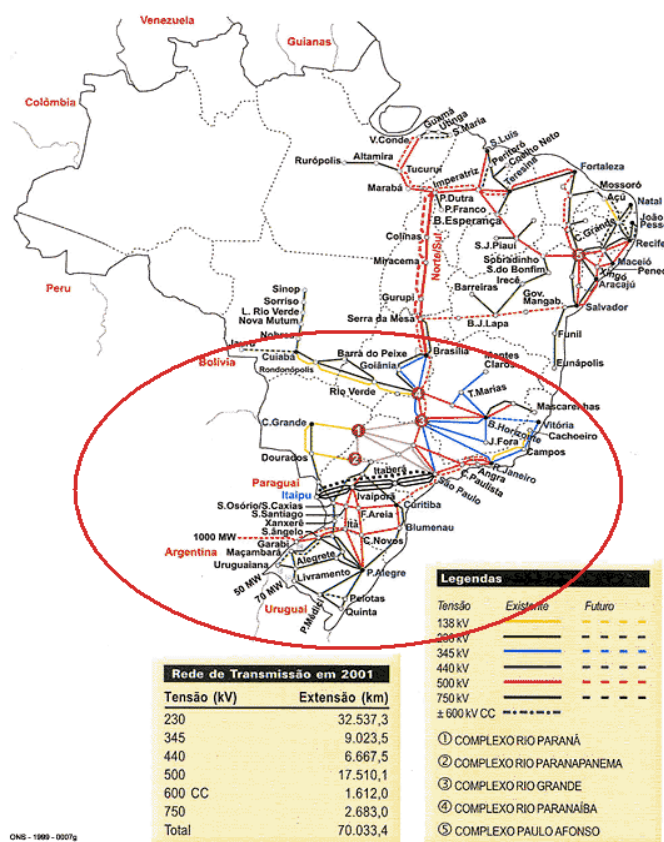 Venezuela
Guianas
Colômbia
Peru
Bolívia
Paraguai
Itaipu
Argentina
Uruguai
Norte/Sul
Guamá
Utinga
S.Maria
V.Conde
S.Luis
Peritoró
Coelho Neto
Rurópolis
Altamira
Tucuruí
Imperatriz
Teresina
Fortaleza
Marabá
P.Dutra
P.Franco
B.Esperança
Mossoró
Açú
Natal
João
Pesso
C.Grande
Recife
Colinas
S.J.Piauí
Sobradinho
S.do Bonfim
Maceió
Xingó
Pened
Aracajú
Miracema
Irecê
Barreiras
Gov.
Mangab.
Gurupi
Salvador
Sinop
Sorriso
L. Rio Verde
Nova Mutum
Nobres
Jauru
Cuiabá
Rondonópolis
Serra da Mesa
B.J.Lapa
Funil
Eunápolis
Barra do Peixe
Goiânia
Brasília
Montes
Claros
Rio Verde
T.Marias
Mascarenhas
C.Grande
B.Horizonte
Vitória
Cachoeiro
J.Fora
Campos
Dourados
Itaberá
R.Janeiro
Angra
C.Paulista
São Paulo
Ivaiporã
S.Osório/S.Caxias
S.Santiago
Xanxerê
S.ângelo
F.Areia
Curitiba
1000 MW
Itá
Blumenau
Garabi
C.Novos
Maçambará
Uruguaiana
Alegrete
P.Alegre
50 MW
70 MW
Livramento
Pelotas
P.Médici
Quinta
1
2
3
4
5
Legendas
Tensão Existente Futuro
138 kV
230 kV
345 kV
440 kV
500 kV
750 kV
± 600 kV CC
① COMPLEXO RIO PARANÁ
② COMPLEXO RIO PARANAPANEMA
③ COMPLEXO RIO GRANDE
④ COMPLEXO RIO PARANAÍBA
⑤ COMPLEXO PAULO AFONSO
Rede de Transmissão em 2001
Tensão (kV) Extensão (km)
230 32.537,3
345 9.023,5
440 6.667,5
500 17.510,1
600 CC 1.612,0
750 2.683,0
Total 70.033,4
ONS - 1999 - 0007g